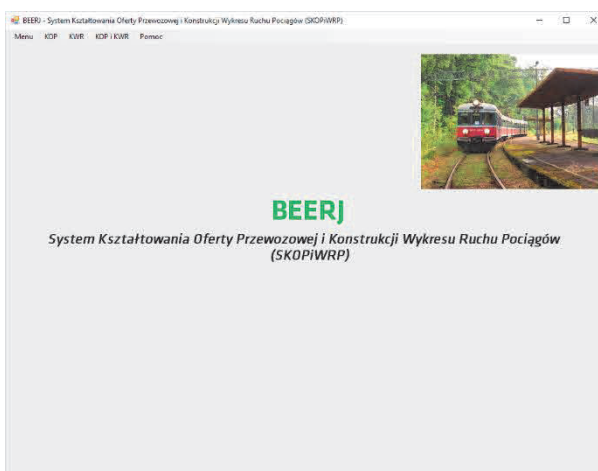 BEERJ - System Kształtowania Oferty Przewozowej i Konstrukcji Wykresu Ruchu Pociągów (SKOPiWRP)
Menu KOP KWR KOP i KWR Pomoc
BEERJ
System Kształtowania Oferty Przewozowej i Konstrukcji Wykresu Ruchu Pociągów
(SKOPiWRP)